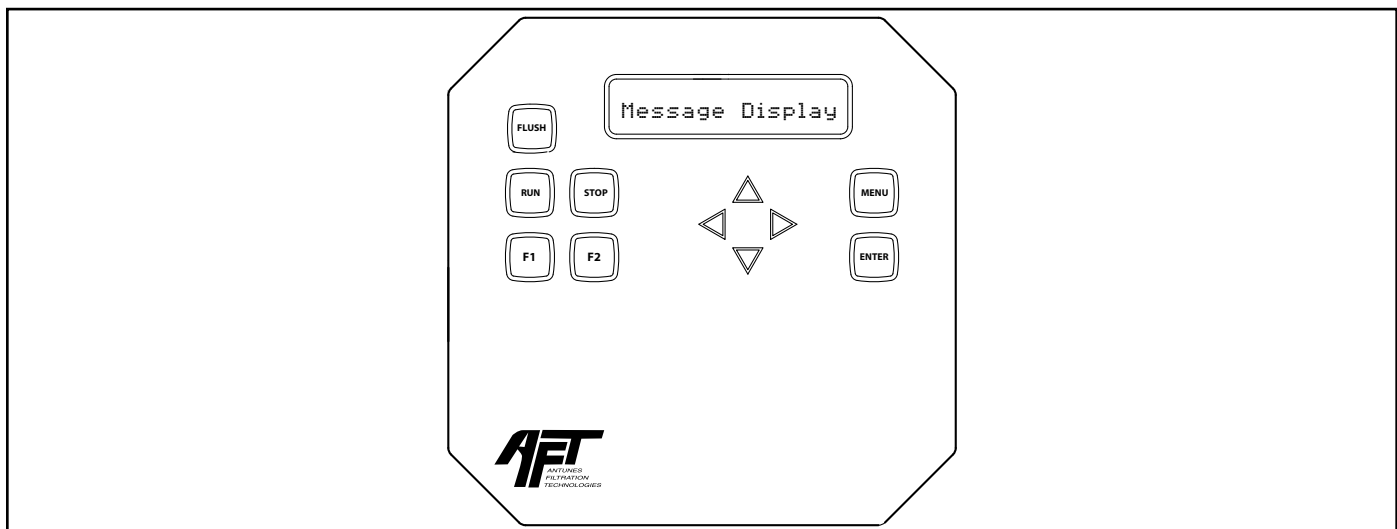 Message Display
FLUSH
RUN
STOP
MENU
F1
F2
ENTER
AFT
ANTUNES
FILTRATION
TECHNOLOGIES